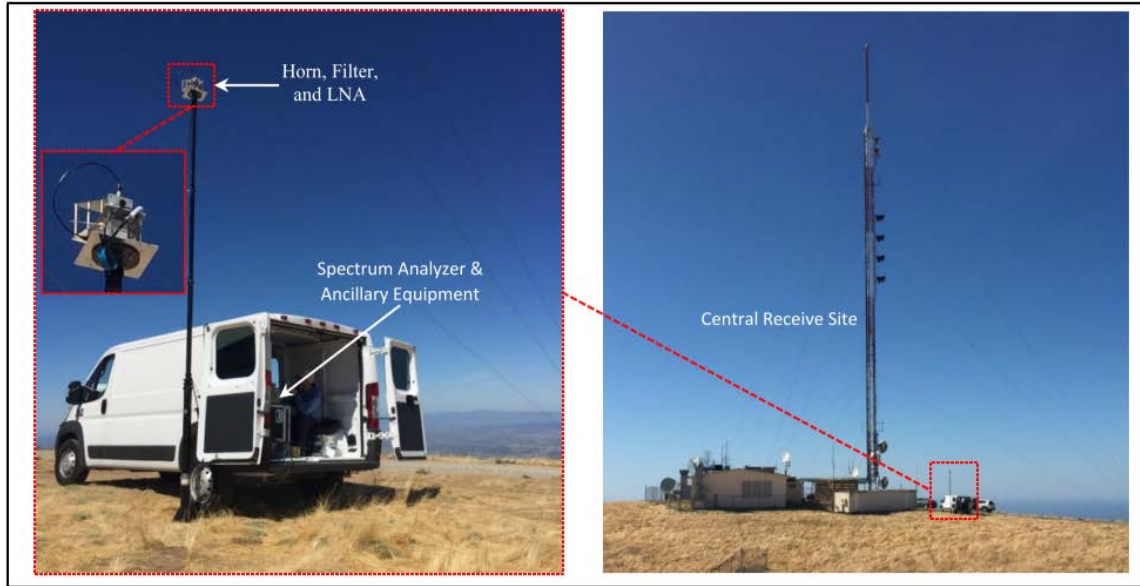 Horn, Filter,
and LNA
Spectrum Analyzer &
Ancillary Equipment
Central Receive Site